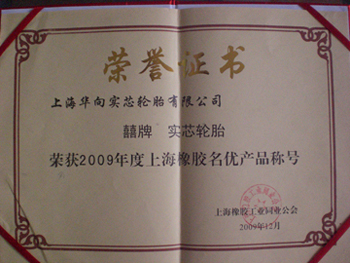 荣誉证书
上海华向实芯轮胎有限公司
囍牌 实芯轮胎
荣获2009年度上海橡胶名优产品称号
上海橡胶工业同业公会
2009年12月